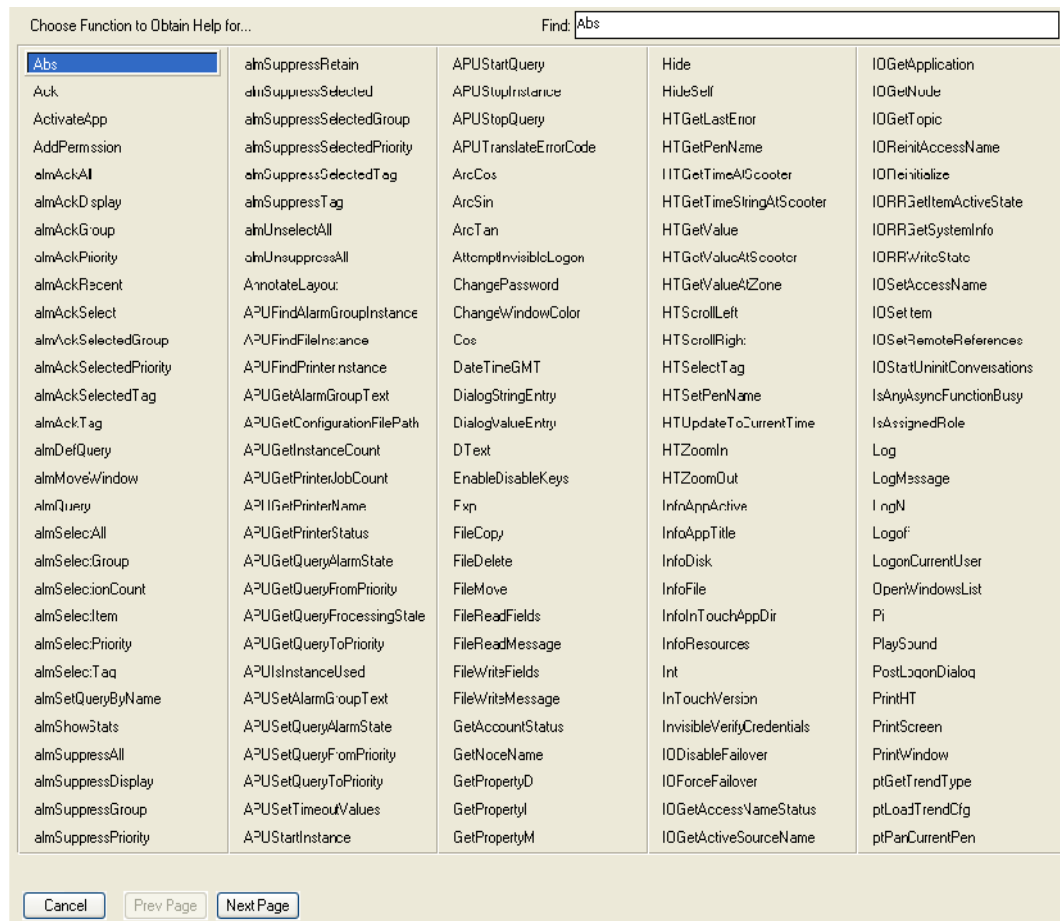 Choose Function to Obtain Help for...
Find: Abs
Abs
Ack
ActivateApp
AddPermission
almAckAll
almAckDisplay
almAckGroup
almAckPriority
almAckRecent
almAckSelect
almAckSelectedGroup
almAckSelectedPriority
almAckSelectedTag
almAckTag
almDefQuery
almMoveWindow
almQuery
almSelectAll
almSelectGroup
almSelectionCount
almSelectItem
almSelectPriority
almSelectTag
almSetQueryByName
almShowStats
almSuppressAll
almSuppressDisplay
almSuppressGroup
almSuppressPriority
almSuppressRetain
almSuppressSelected
almSuppressSelectedGroup
almSuppressSelectedPriority
almSuppressSelectedTag
almSuppressTag
almUnselectAll
almUnsuppressAll
AnnotateLayout
APUFindAlarmGroupInstance
APUFindFileInstance
APUFindPrinterInstance
APUGetAlarmGroupText
APUGetConfigurationFilePath
APUGetInstanceCount
APUGetPrinterJobCount
APUGetPrinterName
APUGetPrinterStatus
APUGetQueryAlarmState
APUGetQueryFromPriority
APUGetQueryProcessingState
APUGetQueryToPriority
APUIsInstanceUsed
APUSetAlarmGroupText
APUSetQueryAlarmState
APUSetQueryFromPriority
APUSetQueryToPriority
APUSetTimeoutValues
APUStartInstance
APUStartQuery
APUStopInstance
APUStopQuery
APUTranslateErrorCode
ArcCos
ArcSin
ArcTan
AttemptInvisibleLogon
ChangePassword
ChangeWindowColor
Cos
DateTimeGMT
DialogStringEntry
DialogValueEntry
DText
EnableDisableKeys
Exp
FileCopy
FileDelete
FileMove
FileReadFields
FileReadMessage
FileWriteFields
FileWriteMessage
GetAccountStatus
GetNodeName
GetPropertyD
GetPropertyI
GetPropertyM
Hide
HideSelf
HTGetLastError
HTGetPenName
HTGetTimeAtScooter
HTGetTimeStringAtScooter
HTGetValue
HTGetValueAtScooter
HTGetValueAtZone
HTScrollLeft
HTScrollRight
HTSelectTag
HTSetPenName
HTUpdateToCurrentTime
HTZoomIn
HTZoomOut
InfoAppActive
InfoAppTitle
InfoDisk
InfoFile
InfoInTouchAppDir
InfoResources
Int
InTouchVersion
InvisibleVerifyCredentials
IODisableFailover
IOForceFailover
IOGetAccessNameStatus
IOGetActiveSourceName
IOGetApplication
IOGetNode
IOGetTopic
IOReinitAccessName
IOReinitialize
IORRGetItemActiveState
IORRGetSystemInfo
IORRWriteState
IOSetAccessName
IOSetItem
IOSetRemoteReferences
IOStartUninitConversations
IsAnyAsyncFunctionBusy
IsAssignedRole
Log
LogMessage
LogN
Logoff
LogonCurrentUser
OpenWindowsList
Pi
PlaySound
PostLogonDialog
PrintHT
PrintScreen
PrintWindow
ptGetTrendType
ptLoadTrendCfg
ptPanCurrentPen
Cancel
Prev Page
Next Page